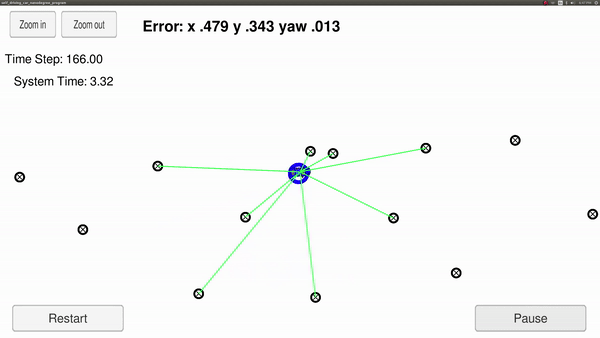 self_driving_car_nanodegree_program
Zoom in
Zoom out
Error: x .479 y .343 yaw .013
Time Step: 166.00
System Time: 3.32
Restart
Pause